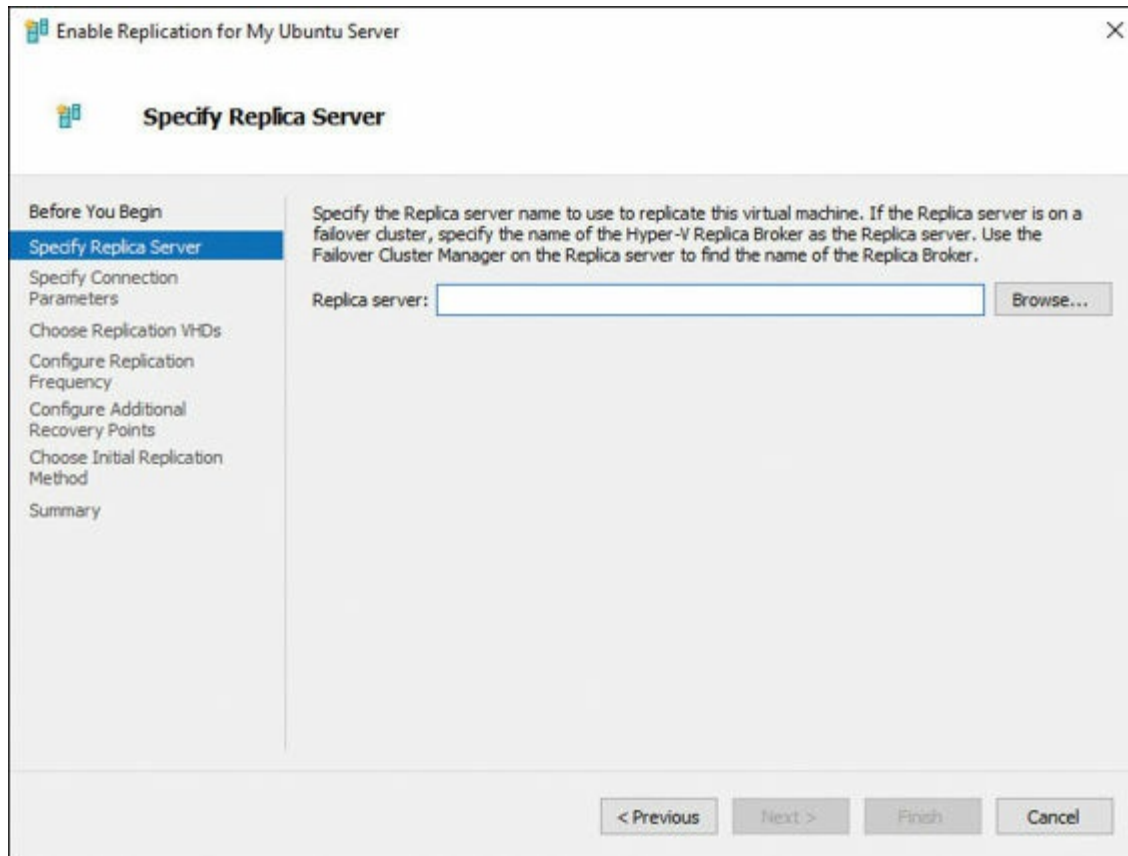 Enable Replication for My Ubuntu Server
Specify Replica Server
Before You Begin
Specify Replica Server
Specify Connection
Parameters
Choose Replication VHDs
Configure Replication
Frequency
Configure Additional
Recovery Points
Choose Initial Replication
Method
Summary
Specify the Replica server name to use to replicate this virtual machine. If the Replica server is on a
failover cluster, specify the name of the Hyper-V Replica Broker as the Replica server. Use the
Failover Cluster Manager on the Replica server to find the name of the Replica Broker.
Replica server:
Browse...
< Previous
Next >
Finish
Cancel